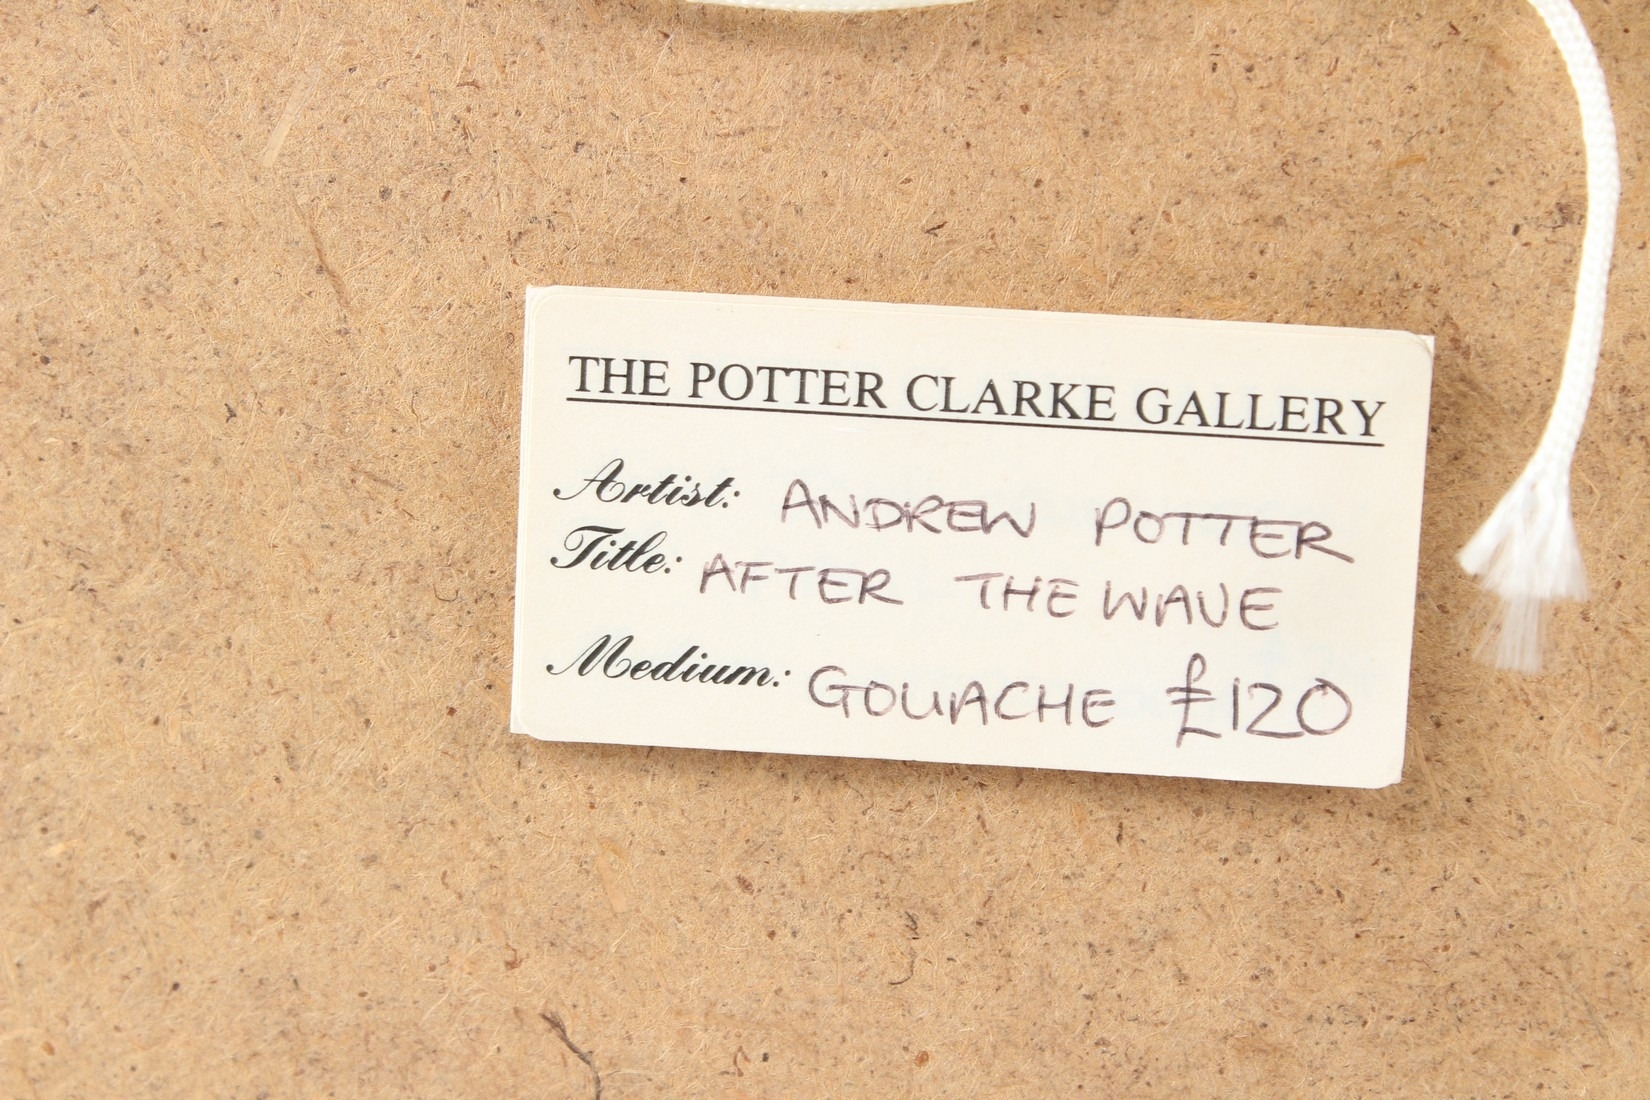 THE POTTER CLARKE GALLERY
Artist: ANDREW POTTER
Title: AFTER THE WAVE
Medium: GOUACHE £120